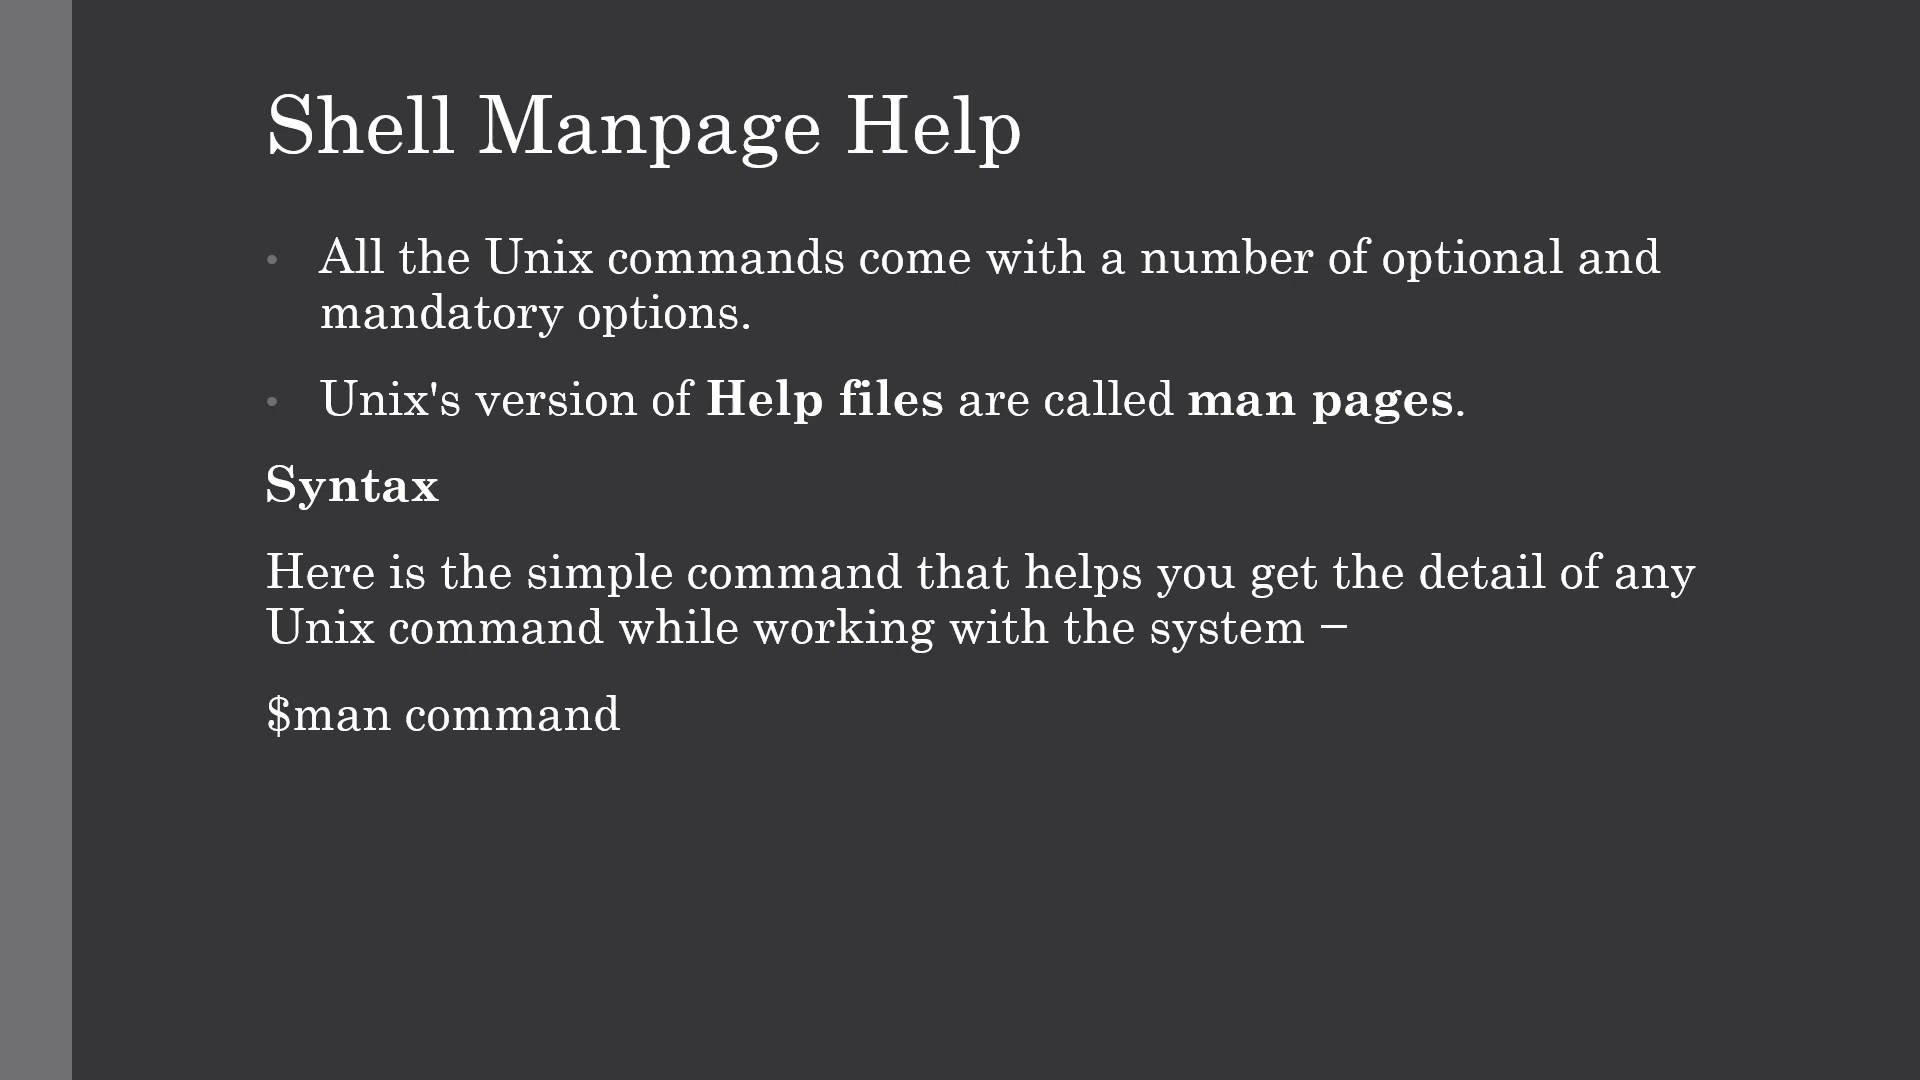 Shell Manpage Help
• All the Unix commands come with a number of optional and
mandatory options.
• Unix's version of Help files are called man pages.
Syntax
Here is the simple command that helps you get the detail of any
Unix command while working with the system −
$man command